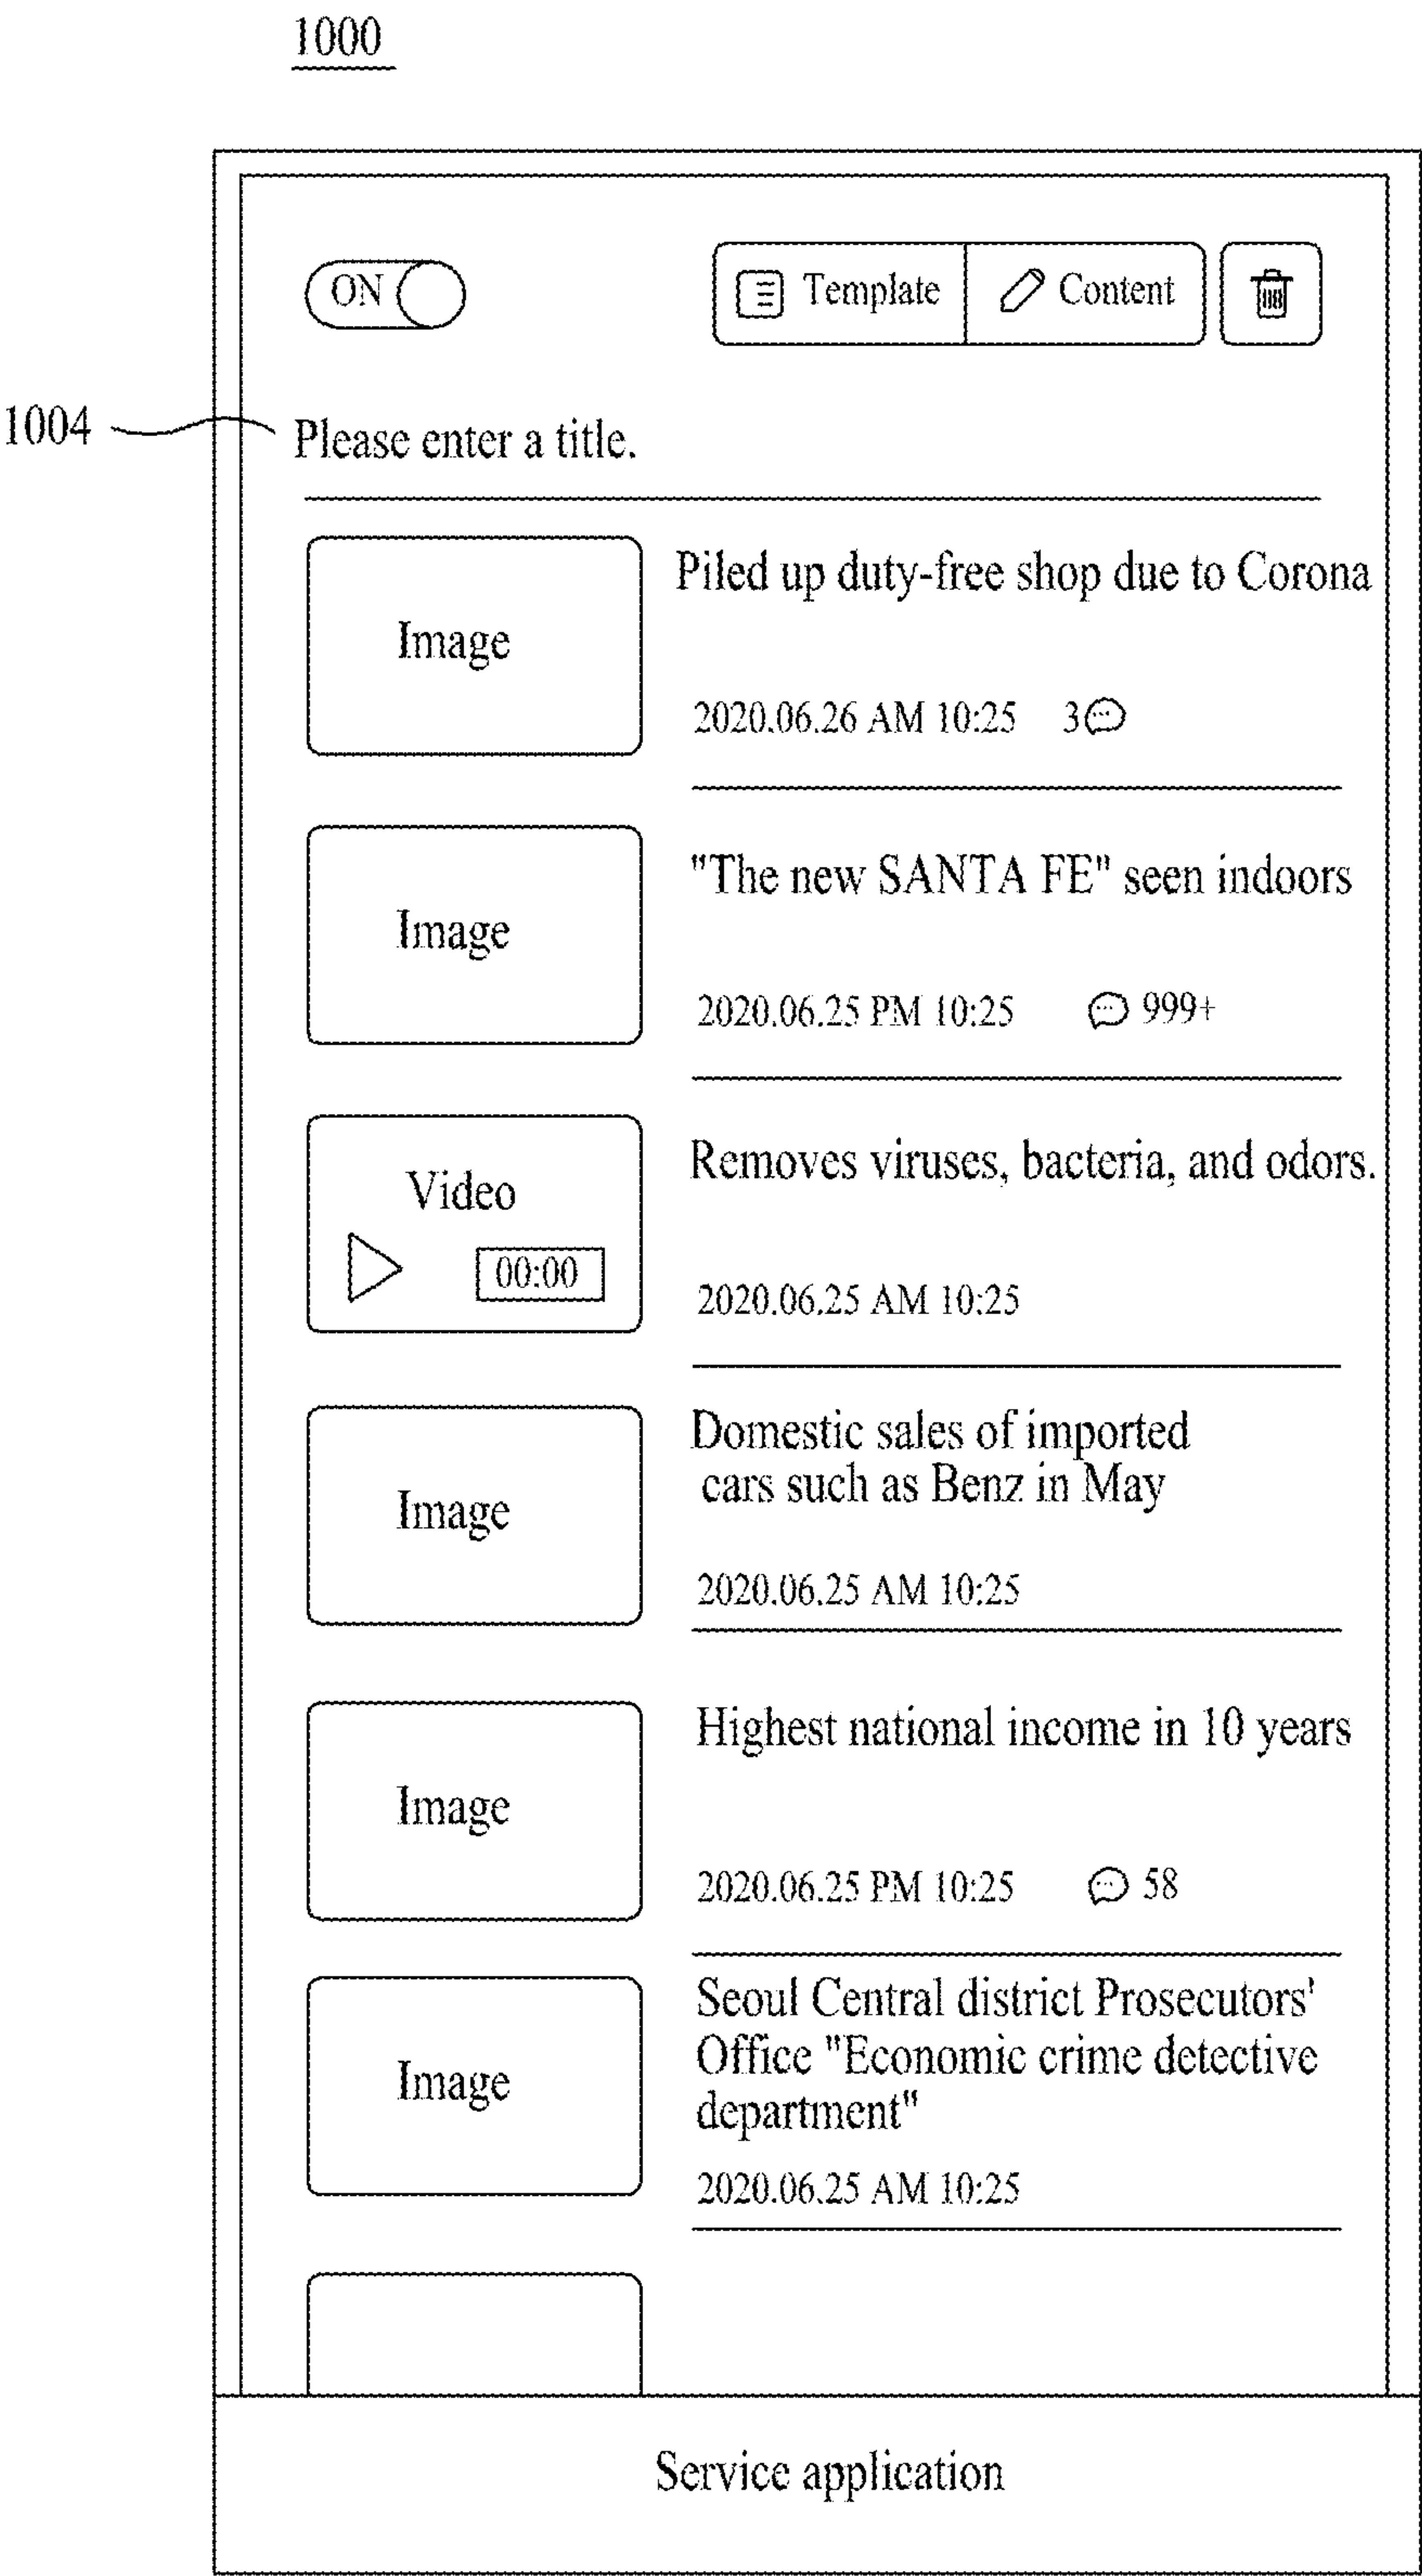 1000
ON
Template
Content
1004
Please enter a title.
Image
Piled up duty-free shop due to Corona
2020.06.26 AM 10:25 3
Image
"The new SANTA FE" seen indoors
2020.06.25 PM 10:25 999+
Video
00:00
Removes viruses, bacteria, and odors.
2020.06.25 AM 10:25
Image
Domestic sales of imported
cars such as Benz in May
2020.06.25 AM 10:25
Image
Highest national income in 10 years
2020.06.25 PM 10:25 58
Image
Seoul Central district Prosecutors'
Office "Economic crime detective
department"
2020.06.25 AM 10:25
Service application